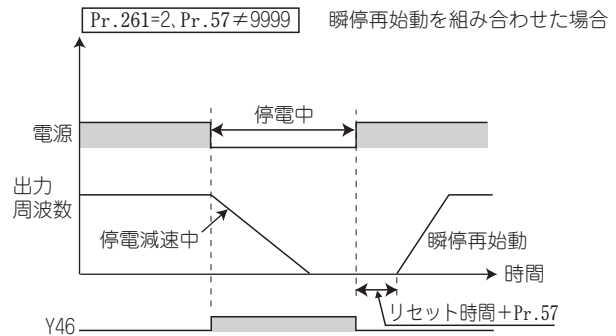 Pr.261=2、Pr.57≠9999 瞬停再始動を組み合わせた場合
停電中
電源
出力
周波数
停電減速中
瞬停再始動
時間
リセット時間+Pr.57
Y46